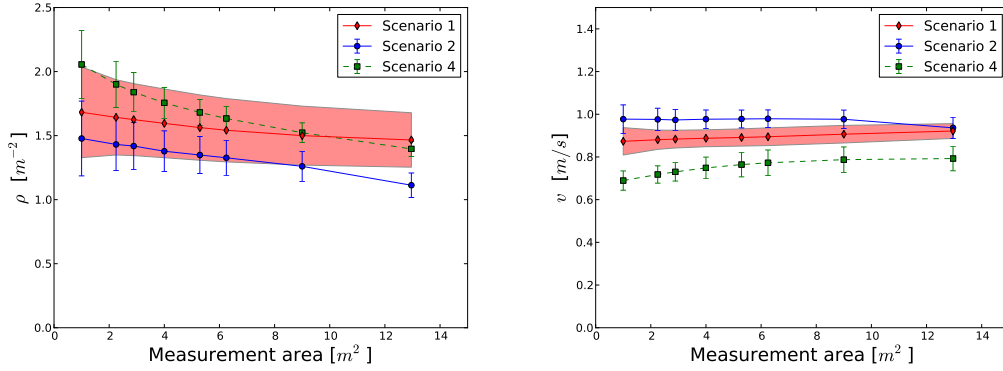 2.5
2.0
1.5
1.0
0.5
0.0
ρ [m⁻²]
0 2 4 6 8 10 12 14
Measurement area [m² ]
Scenario 1
Scenario 2
Scenario 4
1.4
1.2
1.0
0.8
0.6
0.4
0.2
0.0
v [m/s]
0 2 4 6 8 10 12 14
Measurement area [m² ]
Scenario 1
Scenario 2
Scenario 4